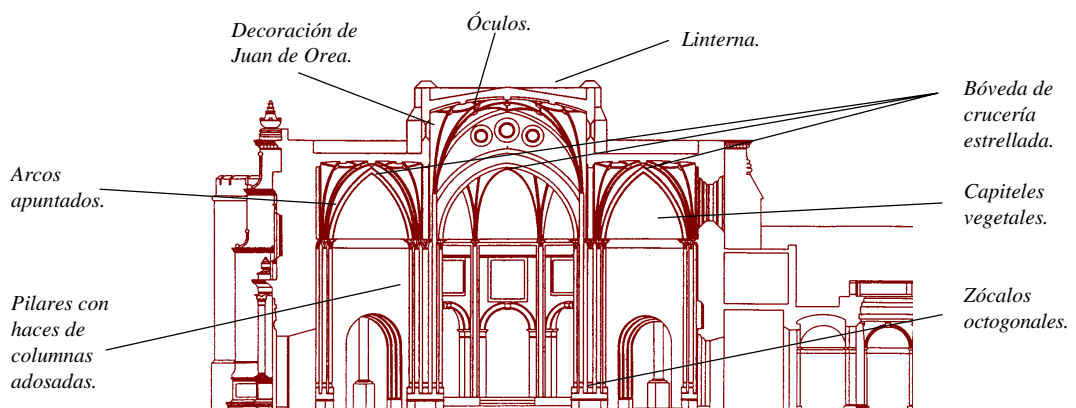 Decoración de
Juan de Orea.
Óculos.
Linterna.
Bóveda de
crucería
estrellada.
Arcos
apuntados.
Capiteles
vegetales.
Pilares con
haces de
columnas
adosadas.
Zócalos
octogonales.